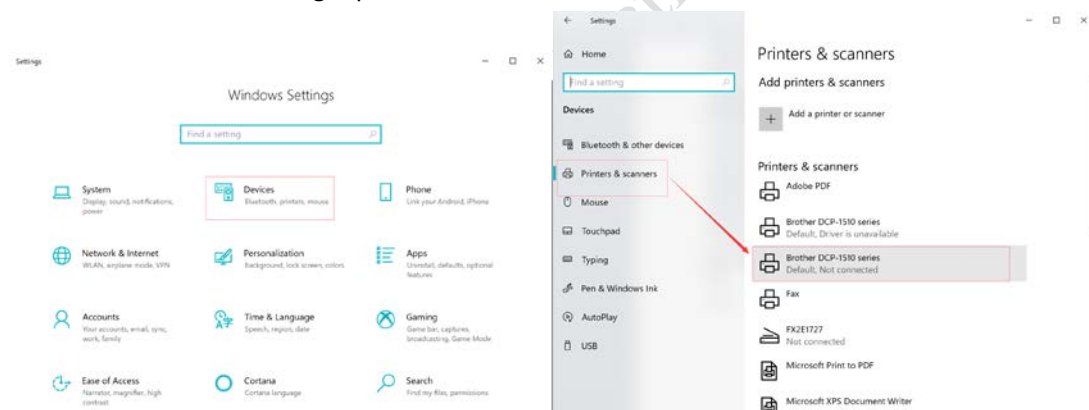 Settings
Windows Settings
Find a setting
System
Display, sound, notifications,
power
Devices
Bluetooth, printers, mouse
Phone
Link your Android, iPhone
Network & Internet
WLAN, airplane mode, VPN
Personalization
Background, lock screen, colors
Apps
Uninstall, defaults, optional
features
Accounts
Your accounts, email, sync,
work, family
Time & Language
Speech, region, date
Gaming
Game bar, captures,
broadcasting, Game Mode
Ease of Access
Narrator, magnifier, high
contrast
Cortana
Cortana language
Search
Find my files, permissions
Settings
Home
Find a setting
Devices
Bluetooth & other devices
Printers & scanners
Mouse
Touchpad
Typing
Pen & Windows Ink
AutoPlay
USB
Printers & scanners
Add printers & scanners
Add a printer or scanner
Printers & scanners
Adobe PDF
Brother DCP-1510 series
Default, Driver is unavailable
Brother DCP-1510 series
Default, Not connected
Fax
FX2E1727
Not connected
Microsoft Print to PDF
Microsoft XPS Document Writer